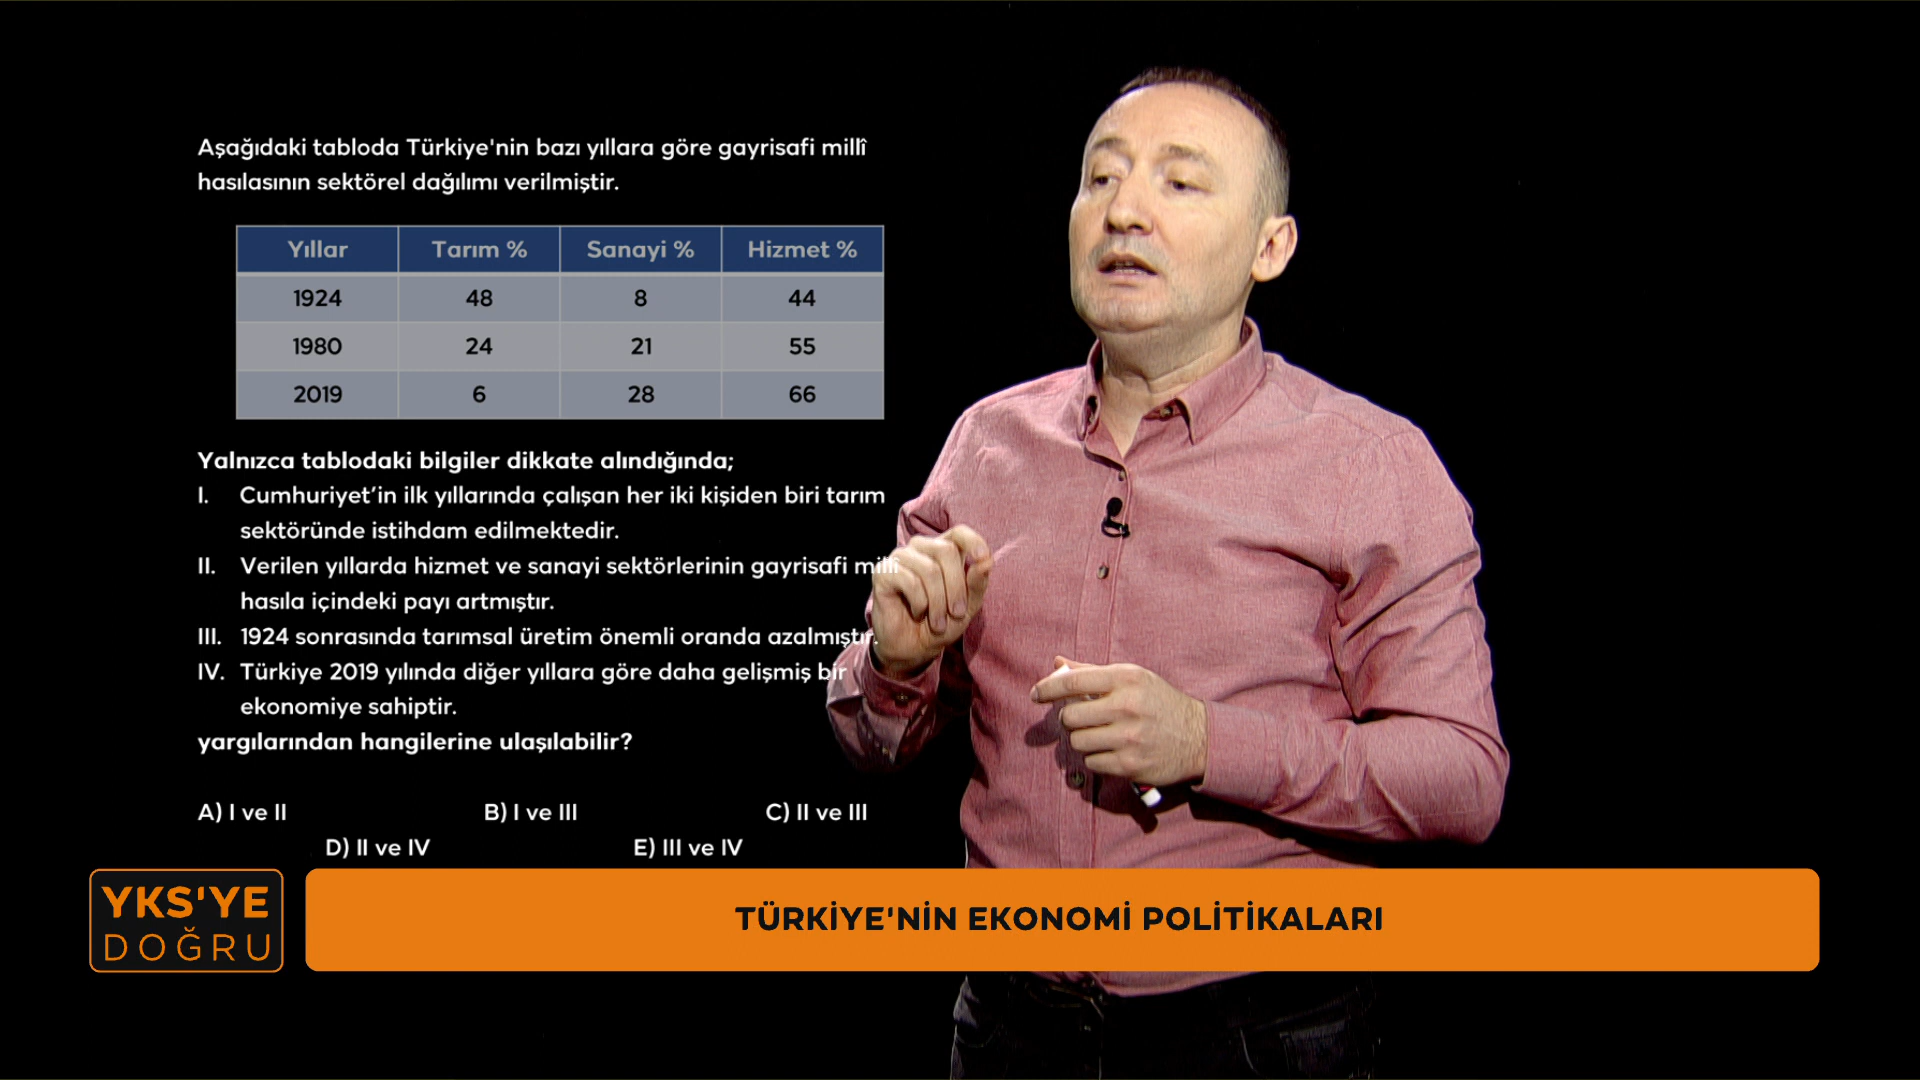 Aşağıdaki tabloda Türkiye'nin bazı yıllara göre gayrisafi millî
hasılasının sektörel dağılımı verilmiştir.
Yıllar Tarım % Sanayi % Hizmet %
1924 48 8 44
1980 24 21 55
2019 6 28 66
Yalnızca tablodaki bilgiler dikkate alındığında;
I. Cumhuriyet’in ilk yıllarında çalışan her iki kişiden biri tarım
sektöründe istihdam edilmektedir.
II. Verilen yıllarda hizmet ve sanayi sektörlerinin gayrisafi millî
hasıla içindeki payı artmıştır.
III. 1924 sonrasında tarımsal üretim önemli oranda azalmıştır.
IV. Türkiye 2019 yılında diğer yıllara göre daha gelişmiş bir
ekonomiye sahiptir.
yargılarından hangilerine ulaşılabilir?
A) I ve II B) I ve III C) II ve III
D) II ve IV E) III ve IV
YKS'YE
DOĞRU
TÜRKİYE'NİN EKONOMİ POLİTİKALARI